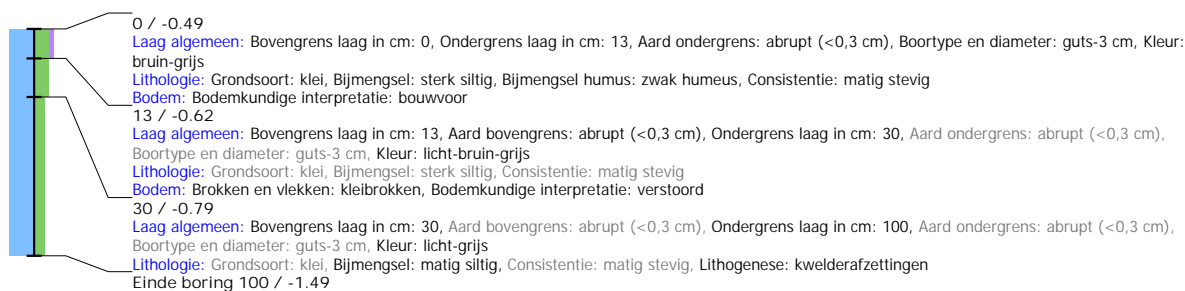 0 / -0.49
Laag algemeen: Bovengrens laag in cm: 0, Ondergrens laag in cm: 13, Aard ondergrens: abrupt (<0,3 cm), Boortype en diameter: guts-3 cm, Kleur:
bruin-grijs
Lithologie: Grondsoort: klei, Bijmengsel: sterk siltig, Bijmengsel humus: zwak humeus, Consistentie: matig stevig
Bodem: Bodemkundige interpretatie: bouwvoor
13 / -0.62
Laag algemeen: Bovengrens laag in cm: 13, Aard bovengrens: abrupt (<0,3 cm), Ondergrens laag in cm: 30, Aard ondergrens: abrupt (<0,3 cm),
Boortype en diameter: guts-3 cm, Kleur: licht-bruin-grijs
Lithologie: Grondsoort: klei, Bijmengsel: sterk siltig, Consistentie: matig stevig
Bodem: Brokken en vlekken: kleibrokken, Bodemkundige interpretatie: verstoord
30 / -0.79
Laag algemeen: Bovengrens laag in cm: 30, Aard bovengrens: abrupt (<0,3 cm), Ondergrens laag in cm: 100, Aard ondergrens: abrupt (<0,3 cm),
Boortype en diameter: guts-3 cm, Kleur: licht-grijs
Lithologie: Grondsoort: klei, Bijmengsel: matig siltig, Consistentie: matig stevig, Lithogenese: kwelderafzettingen
Einde boring 100 / -1.49